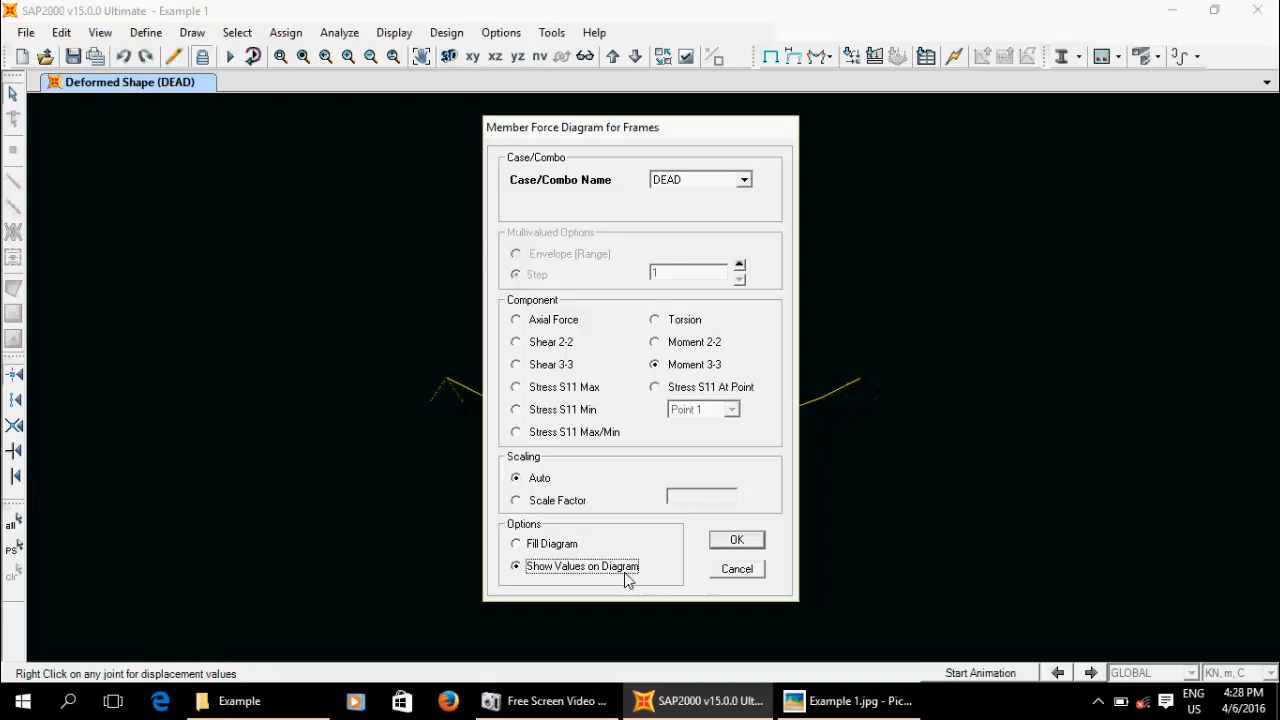 SAP2000 v15.0.0 Ultimate - Example 1
File Edit View Define Draw Select Assign Analyze Display Design Options Tools Help
xy xz yz nv
Deformed Shape (DEAD)
Member Force Diagram for Frames
Case/Combo
Case/Combo Name DEAD
Multivalued Options
Envelope (Range)
Step 1
Component
Axial Force Torsion
Shear 2-2 Moment 2-2
Shear 3-3 Moment 3-3
Stress S11 Max Stress S11 At Point
Stress S11 Min Point 1
Stress S11 Max/Min
Scaling
Auto
Scale Factor
Options
Fill Diagram OK
Show Values on Diagram Cancel
all
PS
clr
Right Click on any joint for displacement values Start Animation GLOBAL KN, m, C
Example Free Screen Video ... SAP2000 v15.0.0 Ult... Example 1.jpg - Pic... ENG 4:28 PM
US 4/6/2016